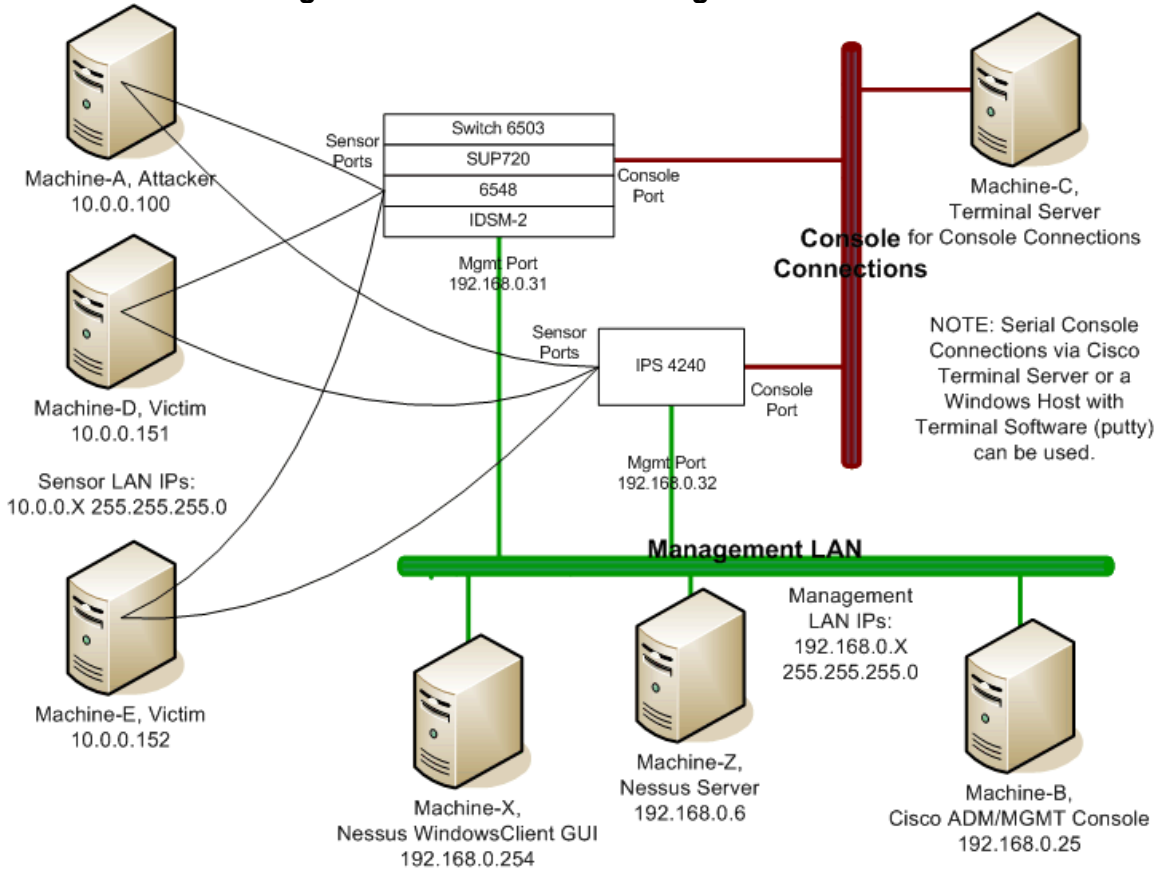 Machine-A, Attacker
10.0.0.100
Machine-D, Victim
10.0.0.151
Sensor LAN IPs:
10.0.0.X 255.255.255.0
Machine-E, Victim
10.0.0.152
Sensor
Ports
Switch 6503
SUP720
6548
IDSM-2
Console
Port
Mgmt Port
192.168.0.31
Sensor
Ports
IPS 4240
Console
Port
Mgmt Port
192.168.0.32
Console
Connections
Machine-C,
Terminal Server
for Console Connections
NOTE: Serial Console
Connections via Cisco
Terminal Server or a
Windows Host with
Terminal Software (putty)
can be used.
Management LAN
Management
LAN IPs:
192.168.0.X
255.255.255.0
Machine-X,
Nessus WindowsClient GUI
192.168.0.254
Machine-Z,
Nessus Server
192.168.0.6
Machine-B,
Cisco ADM/MGMT Console
192.168.0.25